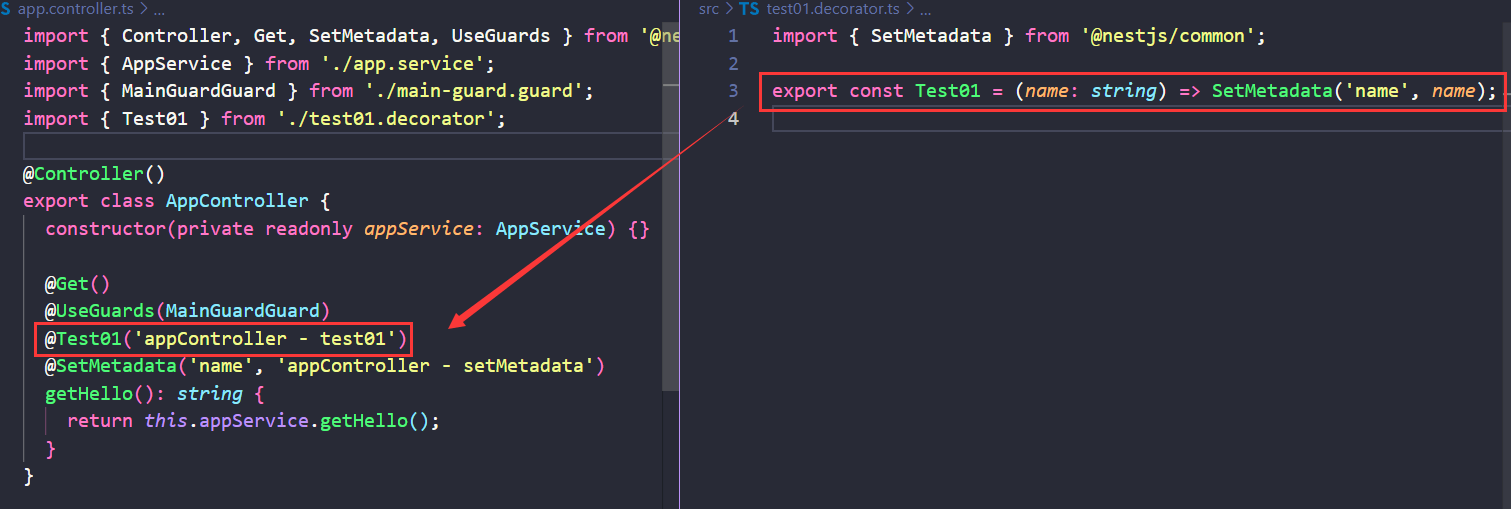 app.controller.ts > ...
import { Controller, Get, SetMetadata, UseGuards } from '@ne
import { AppService } from './app.service';
import { MainGuardGuard } from './main-guard.guard';
import { Test01 } from './test01.decorator';
@Controller()
export class AppController {
constructor(private readonly appService: AppService) {}
@Get()
@UseGuards(MainGuardGuard)
@Test01('appController - test01')
@SetMetadata('name', 'appController - setMetadata')
getHello(): string {
return this.appService.getHello();
}
}
src > TS test01.decorator.ts > ...
1 import { SetMetadata } from '@nestjs/common';
2
3 export const Test01 = (name: string) => SetMetadata('name', name);
4